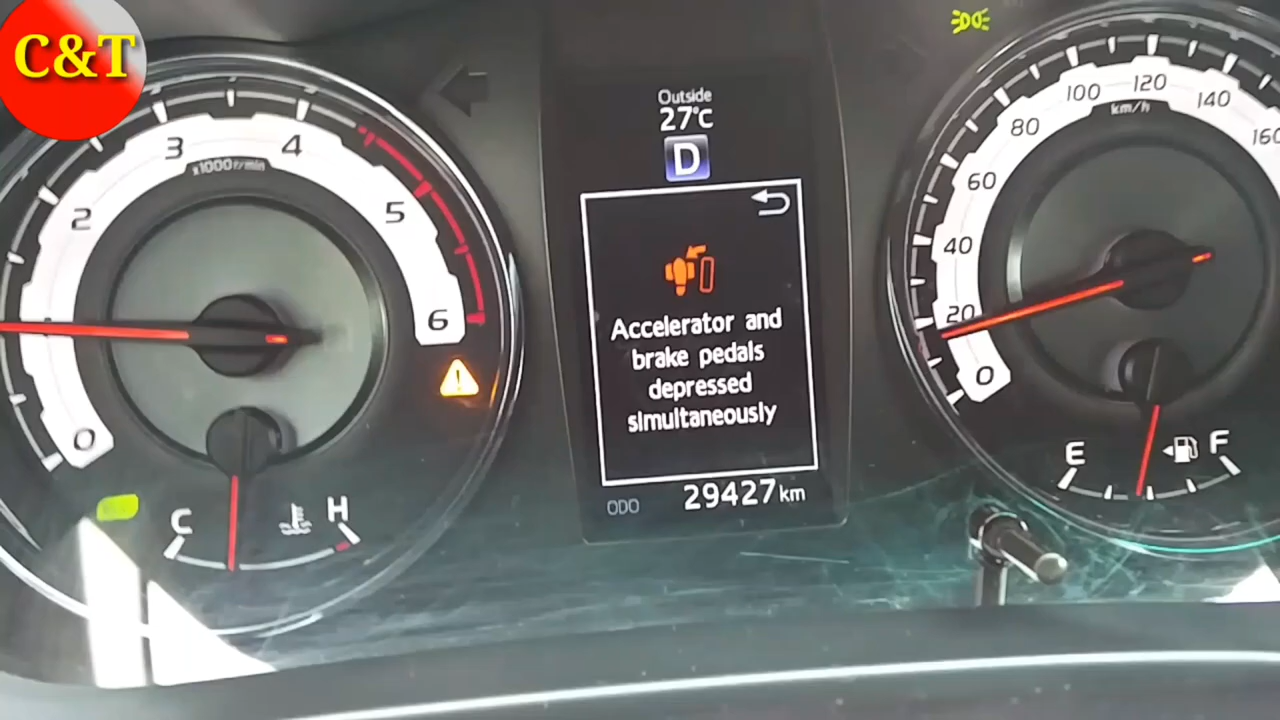 C&T
Outside
27°C
D
Accelerator and
brake pedals
depressed
simultaneously
ODO 29427 km
0
2
3
4
5
6
x1000r/min
C
H
0
20
40
60
80
100
120
140
160
km/h
E
F